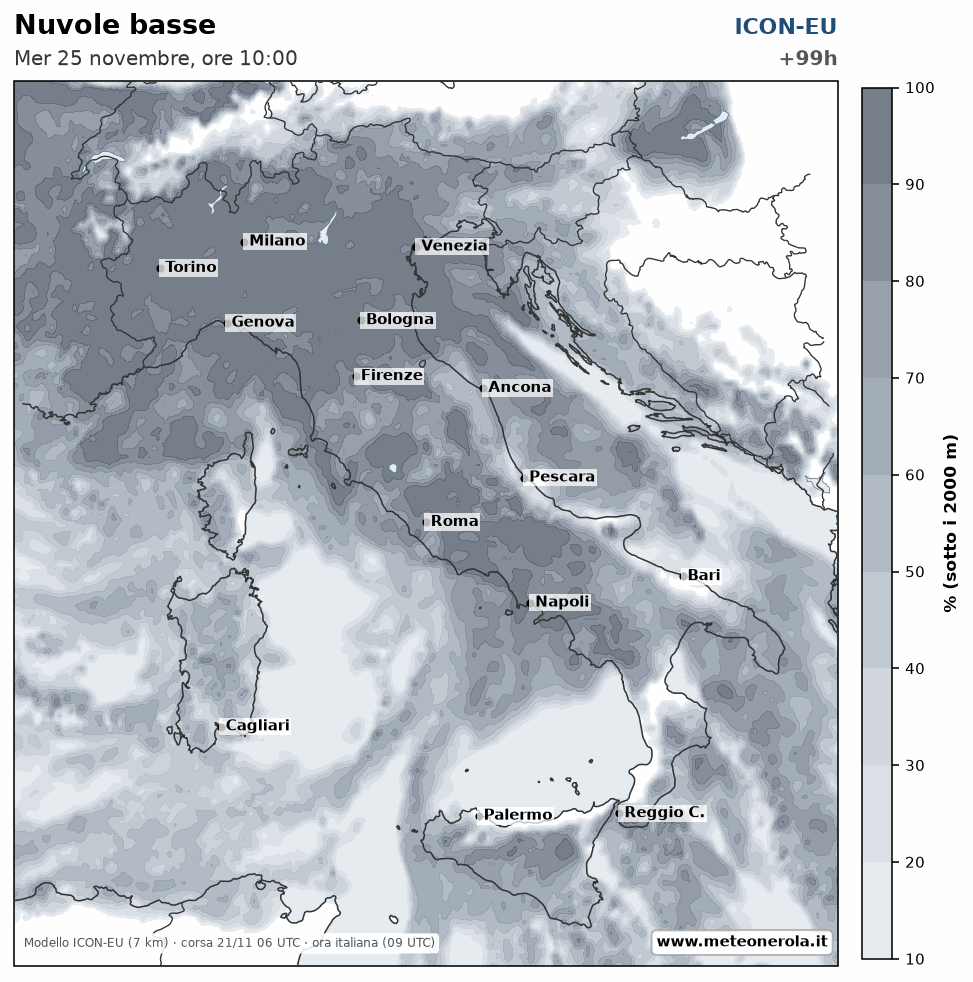 Nuvole basse
ICON-EU
Mer 25 novembre, ore 10:00
+99h
Milano
Venezia
Torino
Genova
Bologna
Firenze
Ancona
Pescara
Roma
Bari
Napoli
Cagliari
Palermo
Reggio C.
100
90
80
70
60
50
40
30
20
10
% (sotto i 2000 m)
Modello ICON-EU (7 km) · corsa 21/11 06 UTC · ora italiana (09 UTC)
www.meteonerola.it